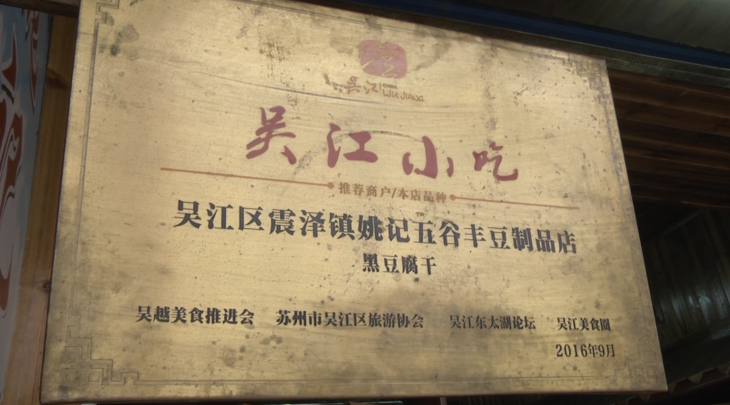 吴江
WUJIANG
吴江小吃
推荐商户/本店品种
吴江区震泽镇姚记五谷丰豆制品店
黑豆腐干
吴越美食推进会 苏州市吴江区旅游协会 吴江东太湖论坛 吴江美食圈
2016年9月